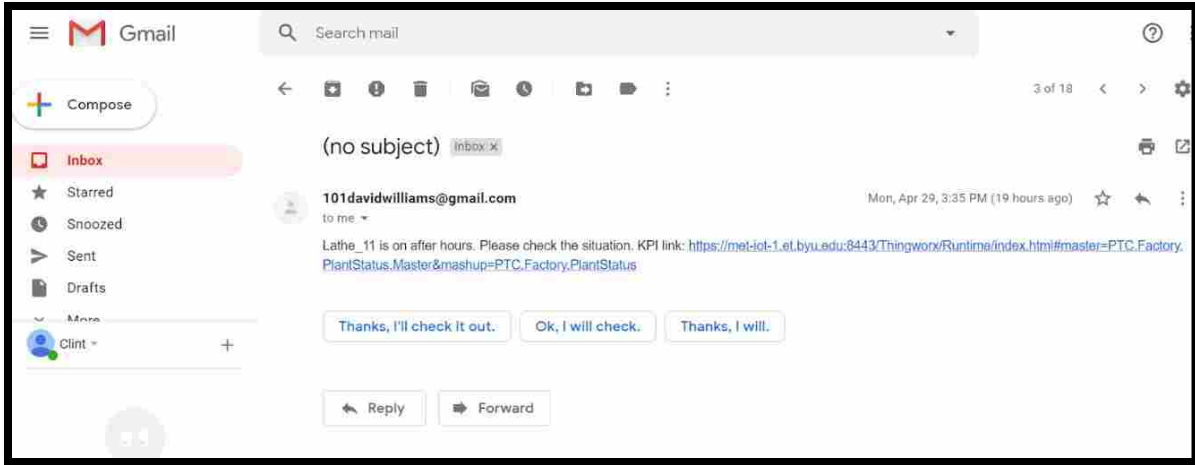 Gmail
Search mail
Compose
3 of 18
(no subject) Inbox x
Inbox
Starred
Snoozed
Sent
Drafts
More
Clint
101davidwilliams@gmail.com
Mon, Apr 29, 3:35 PM (19 hours ago)
to me
Lathe_11 is on after hours. Please check the situation. KPI link: https://met-iot-1.et.byu.edu:8443/Thingworx/Runtime/index.html#master=PTC.Factory.
PlantStatus.Master&mashup=PTC.Factory.PlantStatus
Thanks, I'll check it out.
Ok, I will check.
Thanks, I will.
Reply
Forward